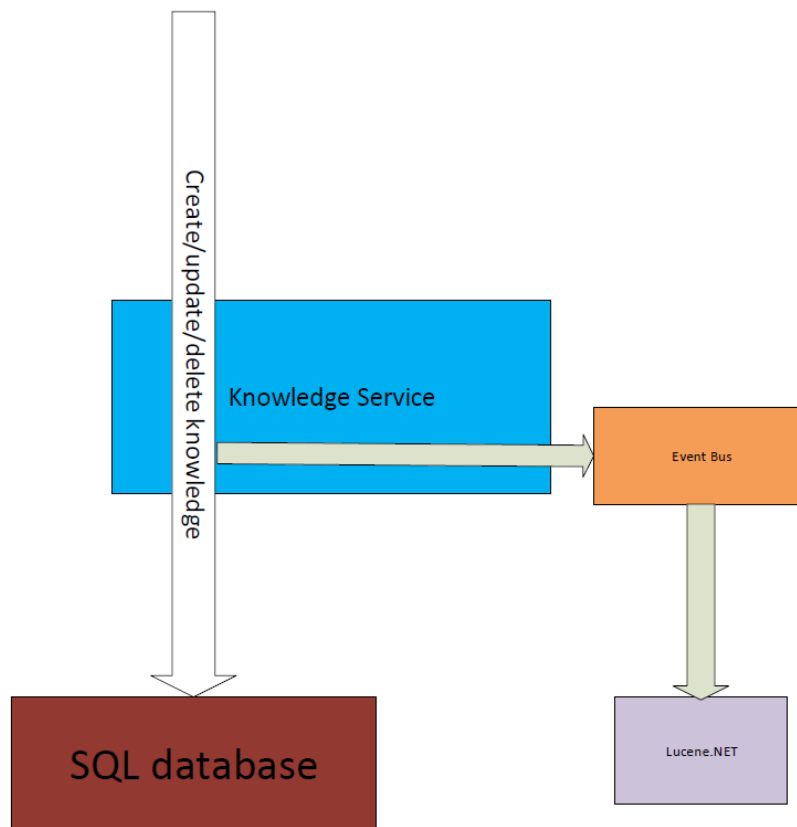 Create/update/delete knowledge
Knowledge Service
Event Bus
SQL database
Lucene.NET